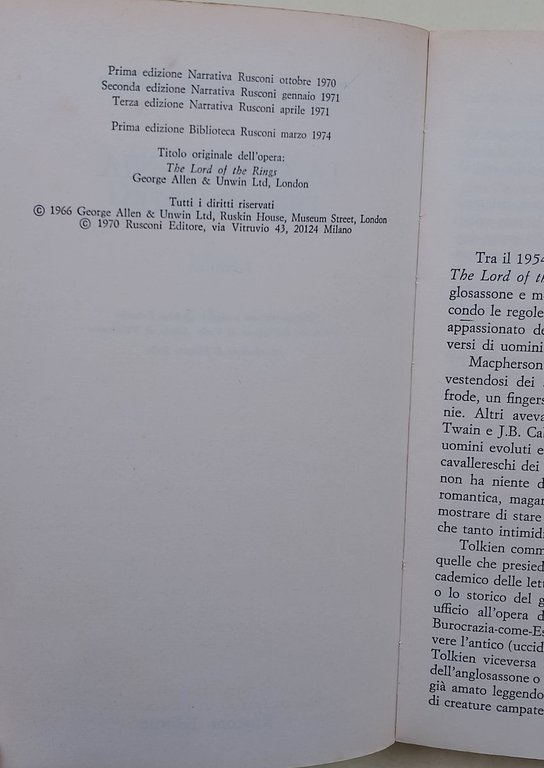 Prima edizione Narrativa Rusconi ottobre 1970
Seconda edizione Narrativa Rusconi gennaio 1971
Terza edizione Narrativa Rusconi aprile 1971
Prima edizione Biblioteca Rusconi marzo 1974
Titolo originale dell'opera:
The Lord of the Rings
George Allen & Unwin Ltd, London
Tutti i diritti riservati
© 1966 George Allen & Unwin Ltd, Ruskin House, Museum Street, London
© 1970 Rusconi Editore, via Vitruvio 43, 20124 Milano
Tra il 1954
The Lord of th
glosassone e m
condo le regole
appassionato de
versi di uomini
Macpherson
vestendosi dei
frode, un fingers
nie. Altri aveva
Twain e J.B. Ca
uomini evoluti e
cavallereschi dei
non ha niente d
romantica, magar
mostrare di stare
che tanto intimidi
Tolkien comm
quelle che presied
cademico delle lett
o lo storico del g
ufficio all'opera d
Burocrazia-come-Es
vere l'antico (uccid
Tolkien viceversa
dell'anglosassone o
già amato leggendo
di creature campate